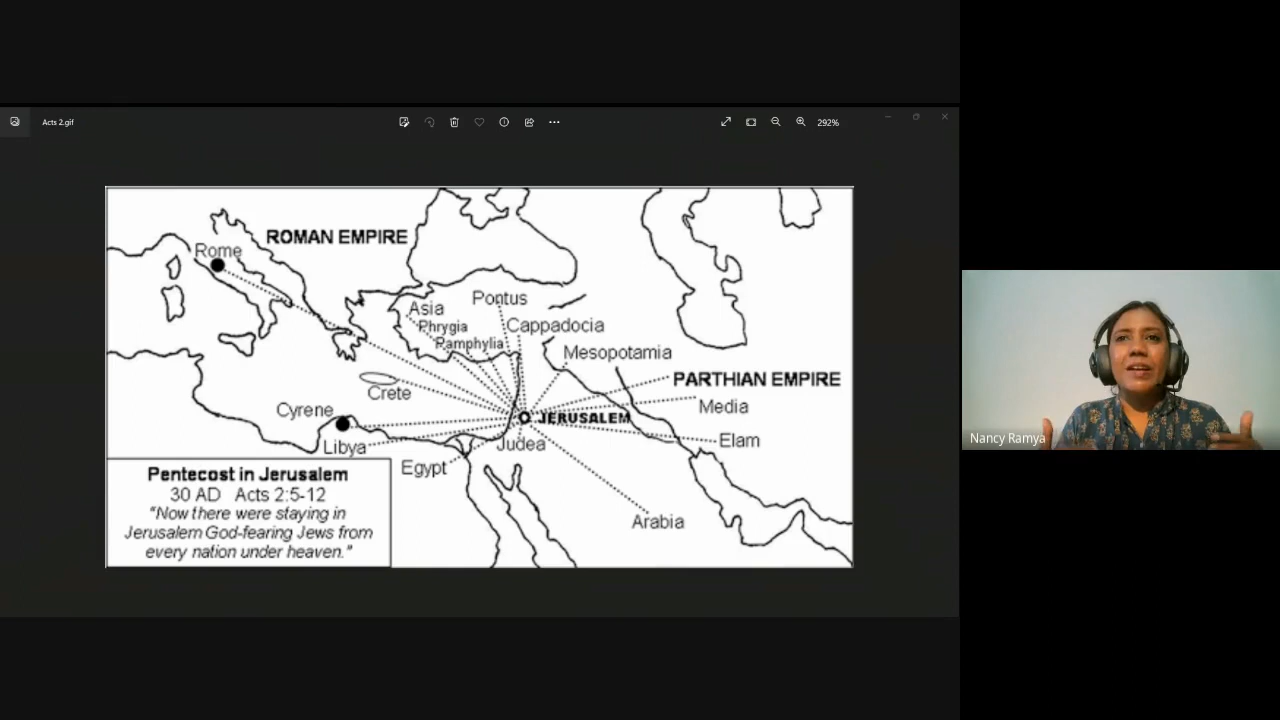 Acts 2.gif
292%
ROMAN EMPIRE
Rome
Asia
Pontus
Phrygia
Cappadocia
Pamphylia
Mesopotamia
PARTHIAN EMPIRE
Crete
Media
Cyrene
JERUSALEM
Libya
Judea
Elam
Egypt
Arabia
Pentecost in Jerusalem
30 AD Acts 2:5-12
"Now there were staying in
Jerusalem God-fearing Jews from
every nation under heaven."
Nancy Ramya